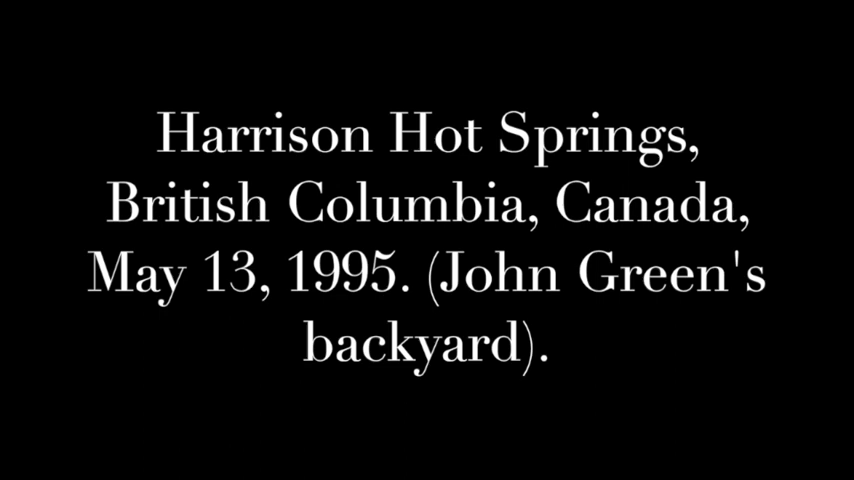 Harrison Hot Springs,
British Columbia, Canada,
May 13, 1995. (John Green's
backyard).